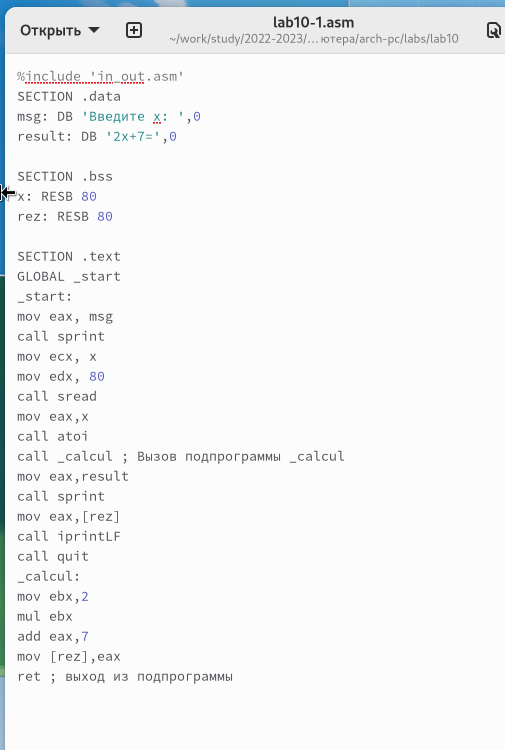 Открыть
lab10-1.asm
~/work/study/2022-2023/... ютера/arch-pc/labs/lab10
%include 'in_out.asm'
SECTION .data
msg: DB 'Введите x: ',0
result: DB '2x+7=',0
SECTION .bss
x: RESB 80
rez: RESB 80
SECTION .text
GLOBAL _start
_start:
mov eax, msg
call sprint
mov ecx, x
mov edx, 80
call sread
mov eax,x
call atoi
call _calcul ; Вызов подпрограммы _calcul
mov eax,result
call sprint
mov eax,[rez]
call iprintLF
call quit
_calcul:
mov ebx,2
mul ebx
add eax,7
mov [rez],eax
ret ; выход из подпрограммы